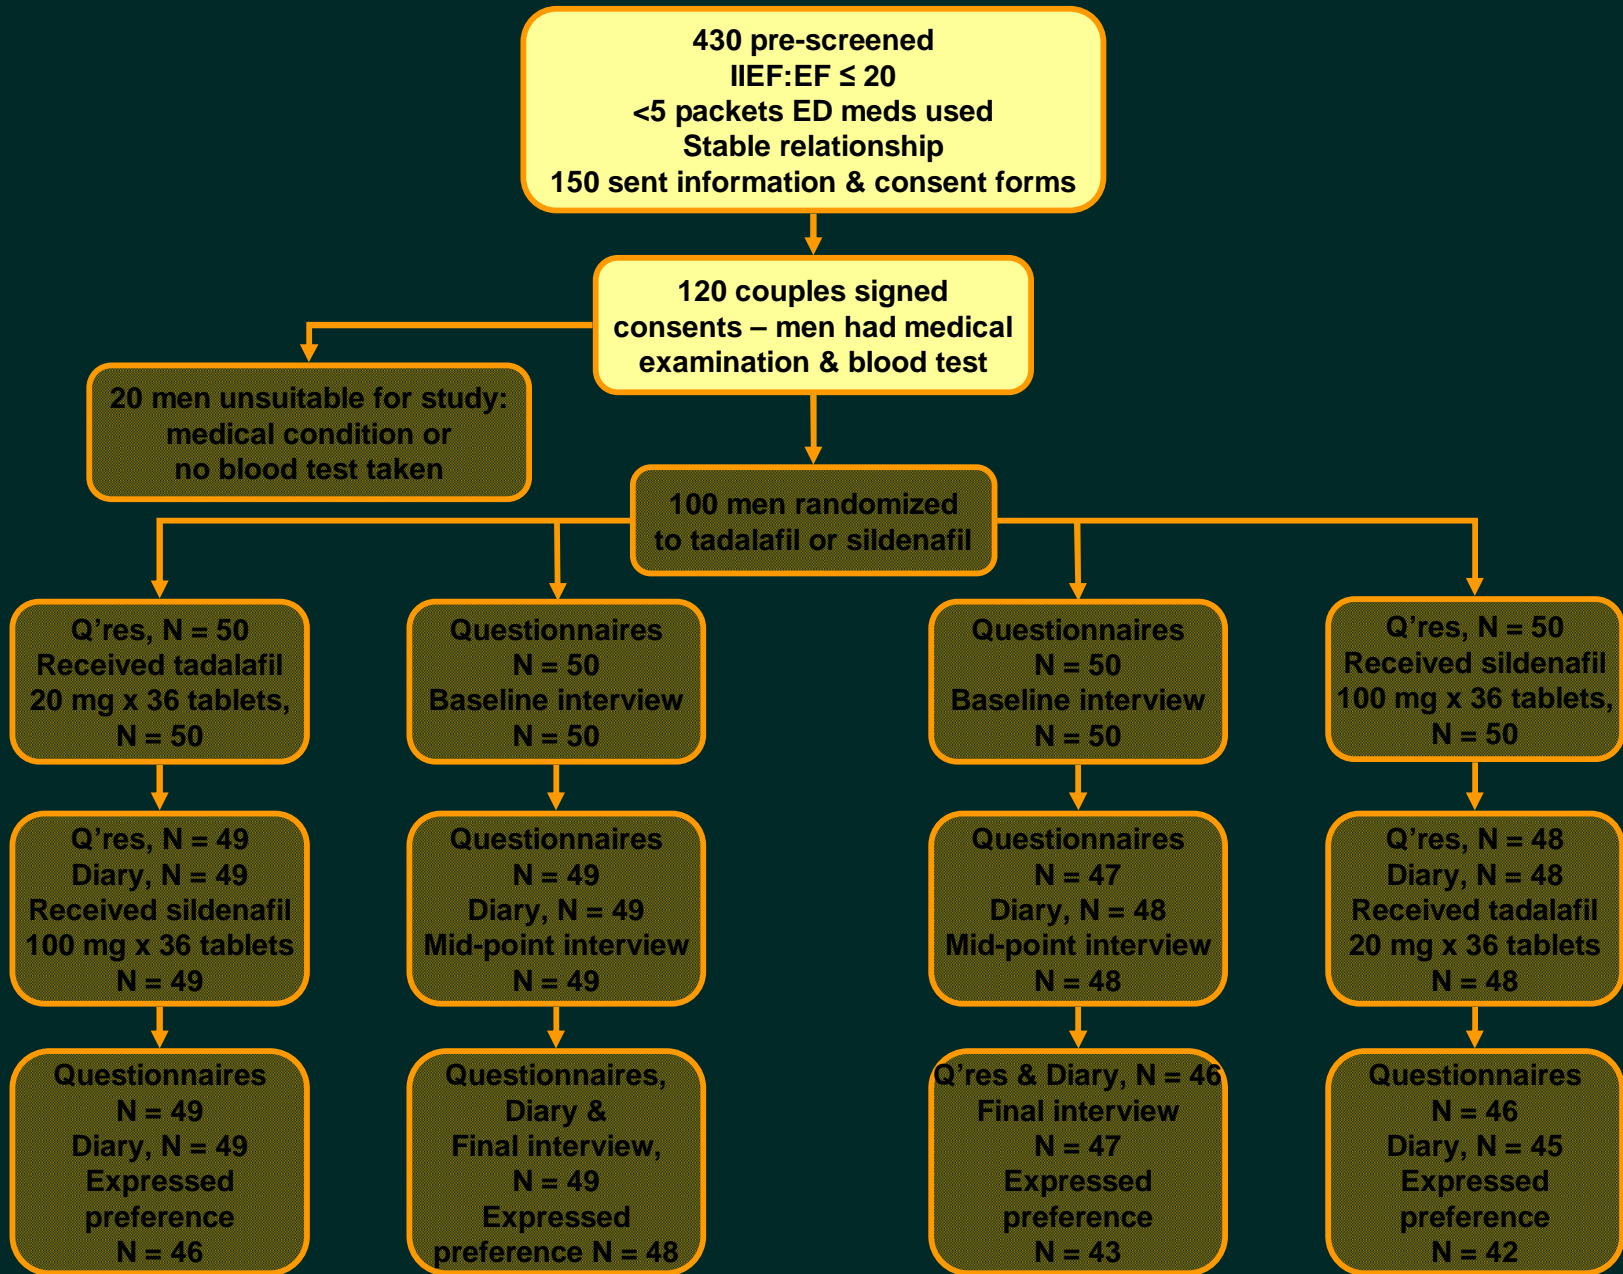 430 pre-screened
IIEF:EF ≤ 20
<5 packets ED meds used
Stable relationship
150 sent information & consent forms
120 couples signed
consents – men had medical
examination & blood test
20 men unsuitable for study:
medical condition or
no blood test taken
100 men randomized
to tadalafil or sildenafil
Q’res, N = 50
Received tadalafil
20 mg x 36 tablets,
N = 50
Questionnaires
N = 50
Baseline interview
N = 50
Questionnaires
N = 50
Baseline interview
N = 50
Q’res, N = 50
Received sildenafil
100 mg x 36 tablets,
N = 50
Q’res, N = 49
Diary, N = 49
Received sildenafil
100 mg x 36 tablets
N = 49
Questionnaires
N = 49
Diary, N = 49
Mid-point interview
N = 49
Questionnaires
N = 47
Diary, N = 48
Mid-point interview
N = 48
Q’res, N = 48
Diary, N = 48
Received tadalafil
20 mg x 36 tablets
N = 48
Questionnaires
N = 49
Diary, N = 49
Expressed
preference
N = 46
Questionnaires,
Diary &
Final interview,
N = 49
Expressed
preference N = 48
Q’res & Diary, N = 46
Final interview
N = 47
Expressed
preference
N = 43
Questionnaires
N = 46
Diary, N = 45
Expressed
preference
N = 42